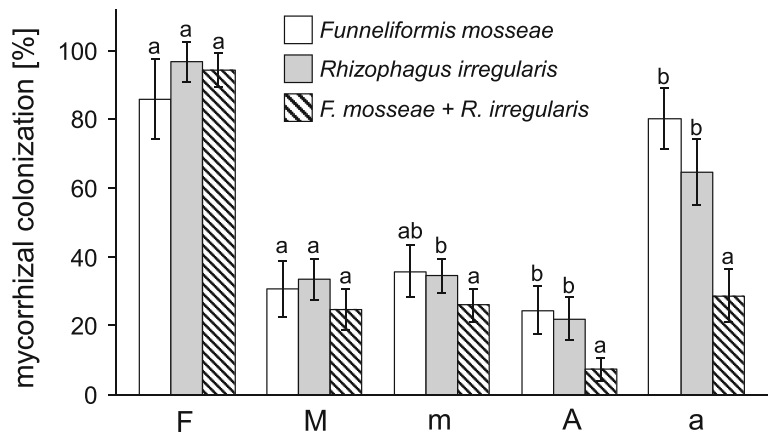 mycorrhizal colonization [%]
100
80
60
40
20
0
Funneliformis mosseae
Rhizophagus irregularis
F. mosseae + R. irregularis
a a a
a a a
ab b a
b b a
b b a
F M m A a